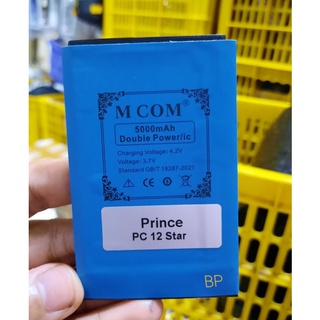 M COM
5000mAh
Double Power/ic
Charging Voltage: 4.2V
Voltage: 3.7V
Standard GB/T 18287-2021
Prince
PC 12 Star
BP